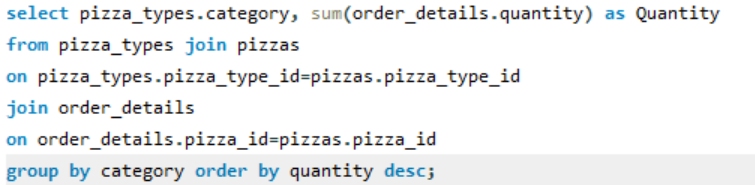 select pizza_types.category, sum(order_details.quantity) as Quantity
from pizza_types join pizzas
on pizza_types.pizza_type_id=pizzas.pizza_type_id
join order_details
on order_details.pizza_id=pizzas.pizza_id
group by category order by quantity desc;